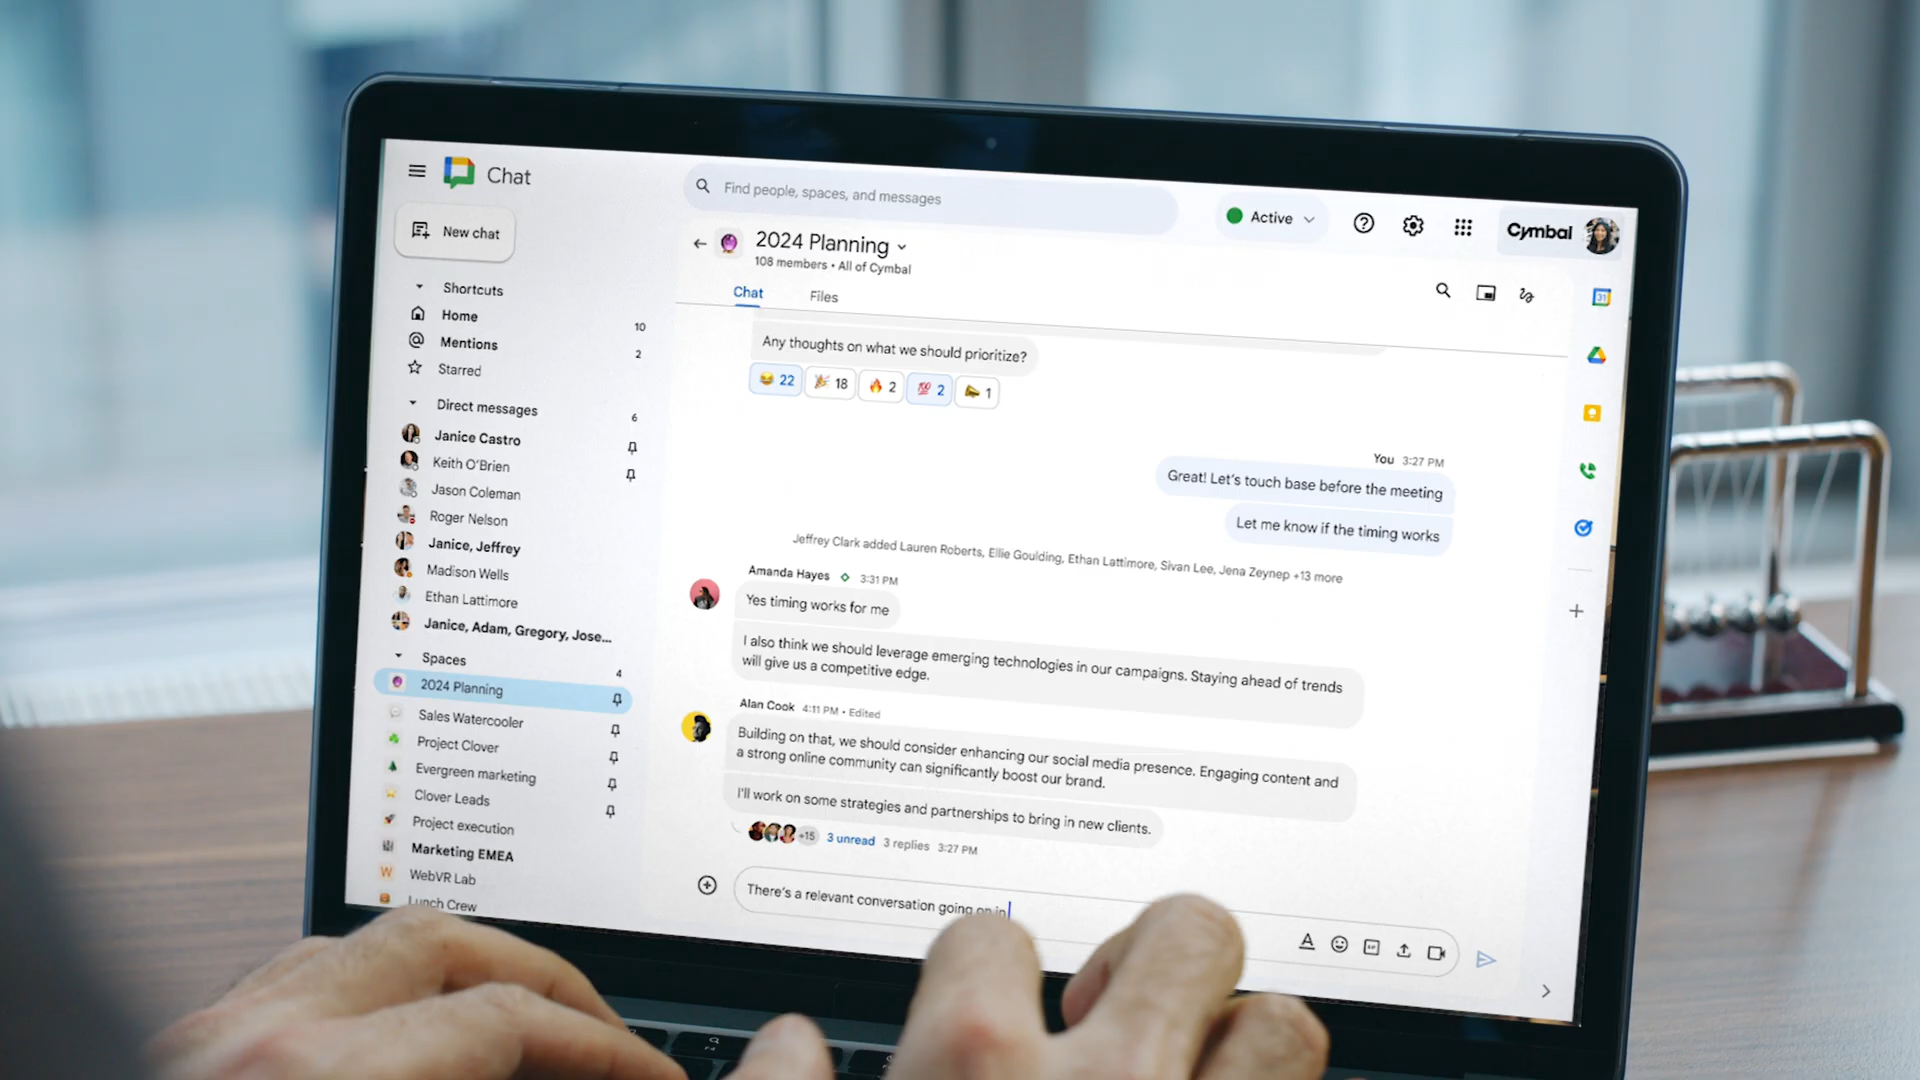 Chat
Find people, spaces, and messages
Active
Cymbal
New chat
Shortcuts
Home 10
Mentions 2
Starred
Direct messages 6
Janice Castro
Keith O'Brien
Jason Coleman
Roger Nelson
Janice, Jeffrey
Madison Wells
Ethan Lattimore
Janice, Adam, Gregory, Jose...
Spaces 4
2024 Planning
Sales Watercooler
Project Clover
Evergreen marketing
Clover Leads
Project execution
Marketing EMEA
W WebVR Lab
Lunch Crew
2024 Planning
108 members • All of Cymbal
Chat Files
Any thoughts on what we should prioritize?
22 18 2 💯 2 1
You 3:27 PM
Great! Let's touch base before the meeting
Let me know if the timing works
Jeffrey Clark added Lauren Roberts, Ellie Goulding, Ethan Lattimore, Sivan Lee, Jena Zeynep +13 more
Amanda Hayes 3:31 PM
Yes timing works for me
I also think we should leverage emerging technologies in our campaigns. Staying ahead of trends
will give us a competitive edge.
Alan Cook 4:11 PM • Edited
Building on that, we should consider enhancing our social media presence. Engaging content and
a strong online community can significantly boost our brand.
I'll work on some strategies and partnerships to bring in new clients.
+15 3 unread 3 replies 3:27 PM
There's a relevant conversation going on in
A
GIF
31
F4